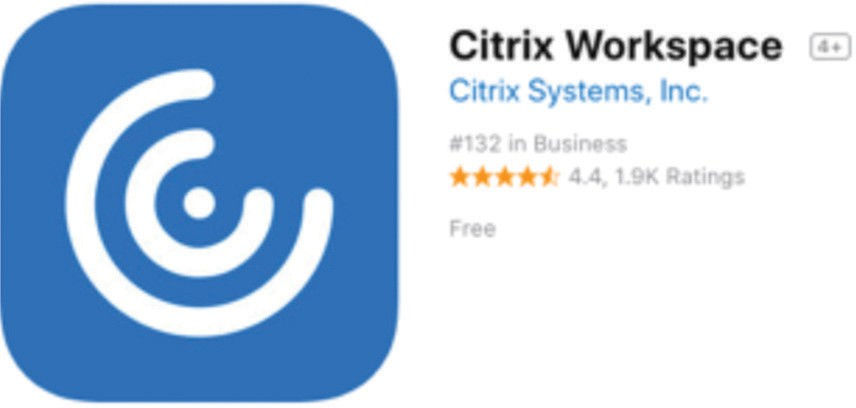 Citrix Workspace 4+
Citrix Systems, Inc.
#132 in Business
4.4, 1.9K Ratings
Free